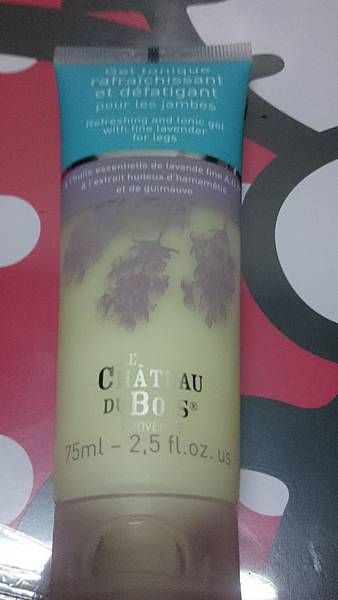 Gel tonique
rafraîchissant
et défatigant
pour les jambes
Refreshing and tonic gel
with fine lavender
for legs
à l'huile essentielle de lavande fine A.O.P
à l'extrait huileux d'hamamélis
et de guimauve
LE
CHÂTEAU
DU BOIS®
PROVENCE
75ml – 2,5 fl.oz. us